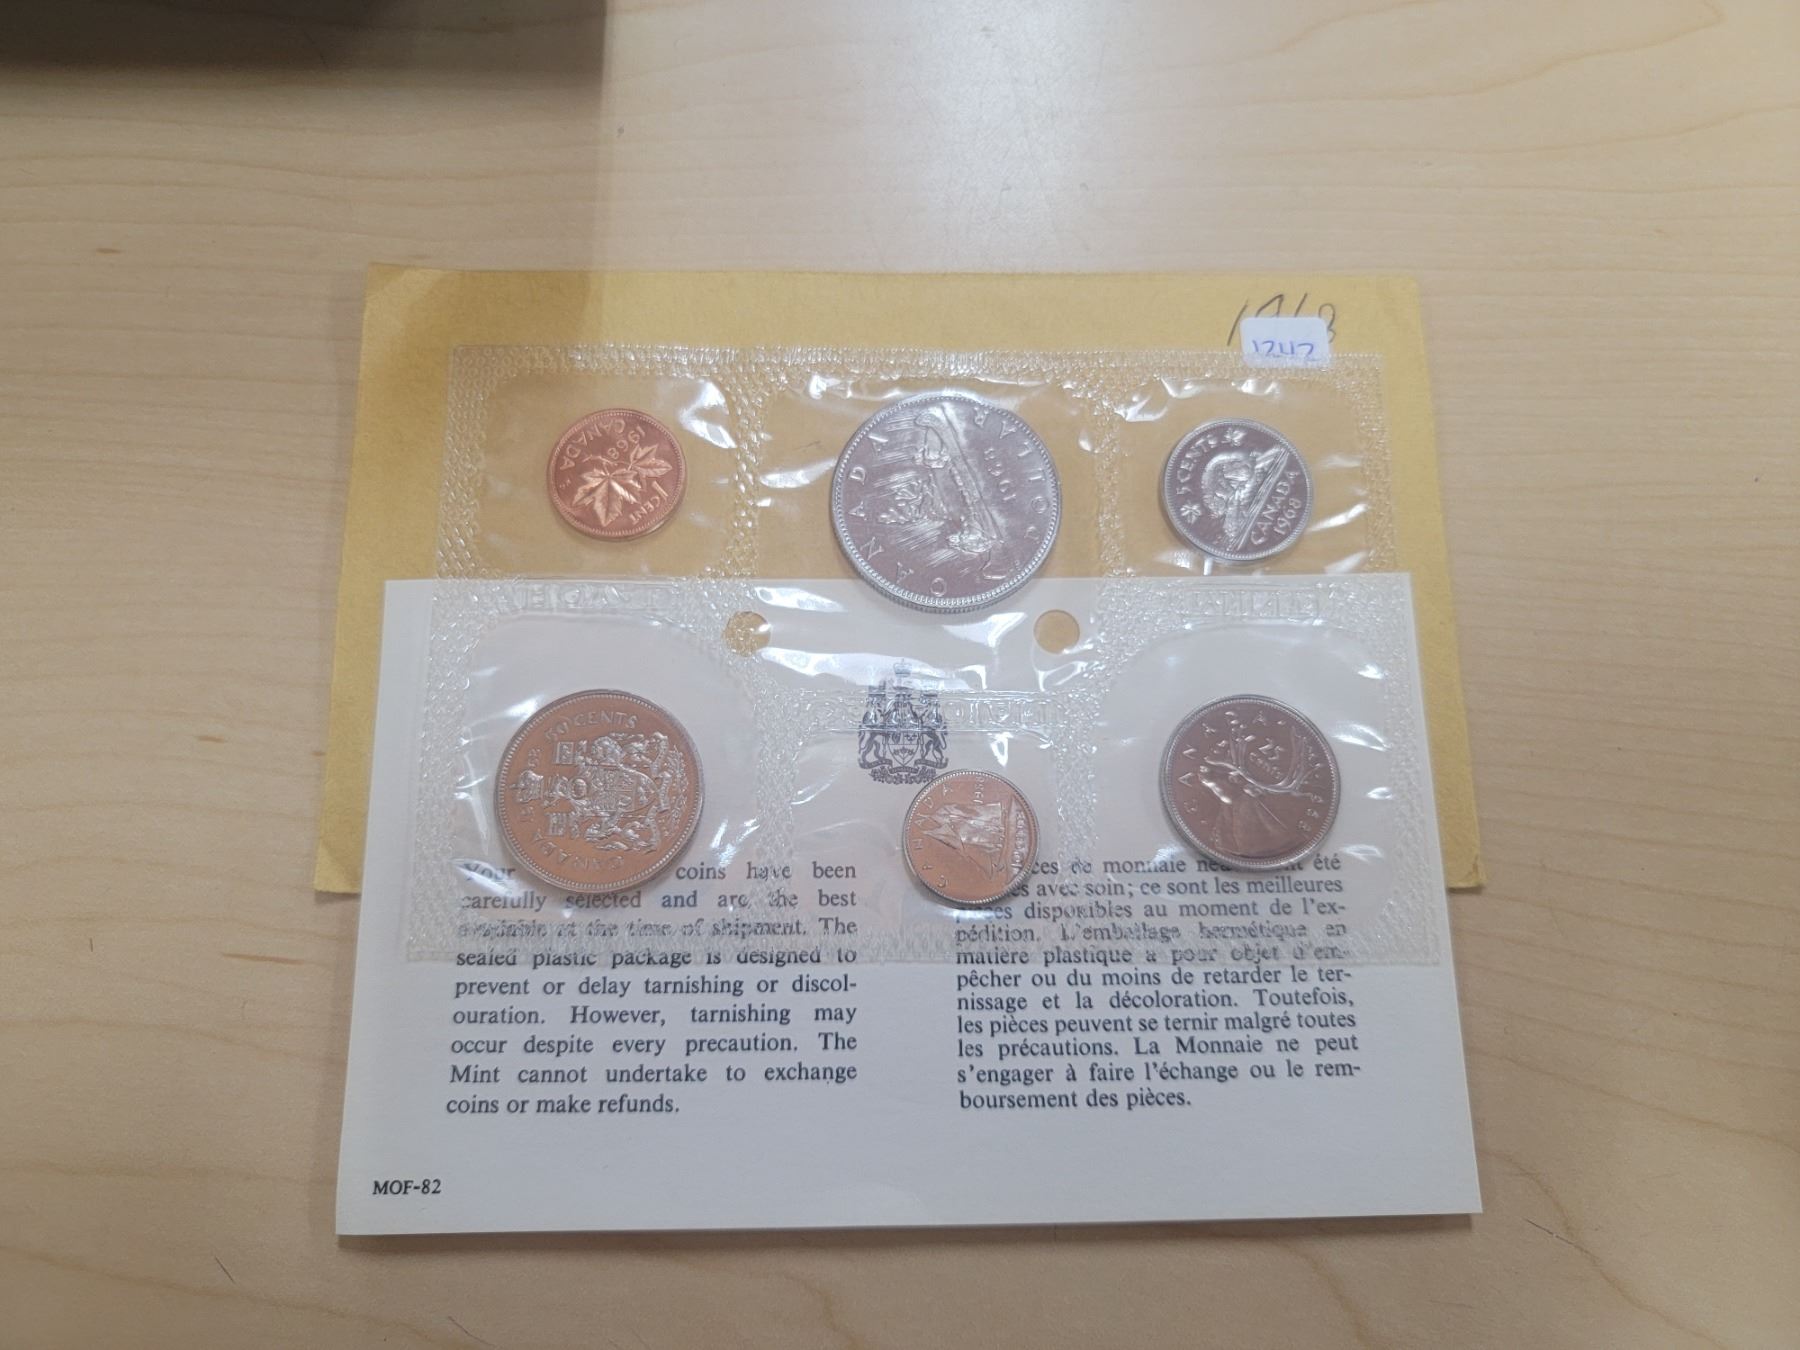 1968
1242
1 CENT
1968
CANADA
CANADA
1968
DOLLAR
5 CENTS
CANADA
1968
50 CENTS
CANADA
CANADA
1968
CANADA
25
CENTS
1968
Your coins have been
carefully selected and are the best
available at the time of shipment. The
sealed plastic package is designed to
prevent or delay tarnishing or discol-
ouration. However, tarnishing may
occur despite every precaution. The
Mint cannot undertake to exchange
coins or make refunds.
de monnaie été
avec soin; ce sont les meilleures
pièces disponibles au moment de l'ex-
pédition. L'emballage hermétique en
matière plastique a pour objet d'em-
pêcher ou du moins de retarder le ter-
nissage et la décoloration. Toutefois,
les pièces peuvent se ternir malgré toutes
les précautions. La Monnaie ne peut
s'engager à faire l'échange ou le rem-
boursement des pièces.
MOF-82